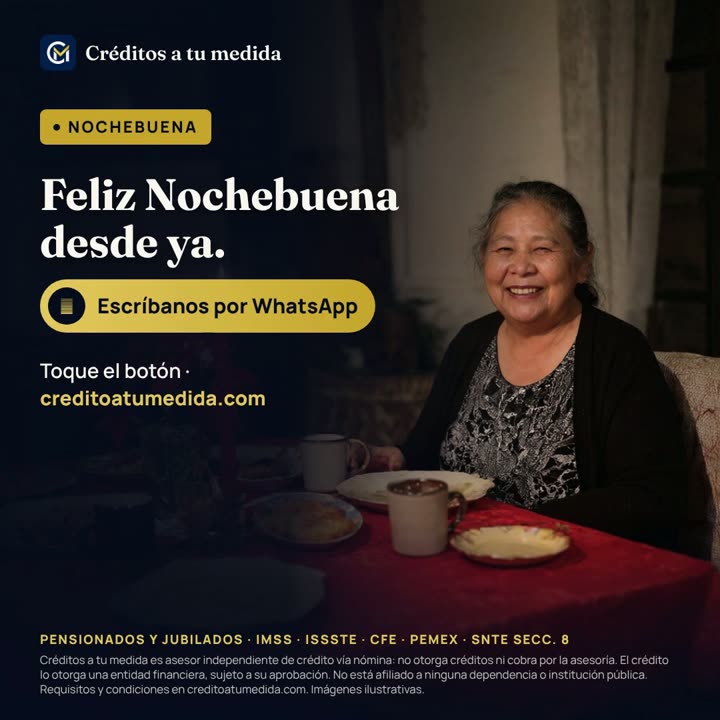 Créditos a tu medida
• NOCHEBUENA
Feliz Nochebuena
desde ya.
Escríbanos por WhatsApp
Toque el botón ·
creditoatumedida.com
PENSIONADOS Y JUBILADOS · IMSS · ISSSTE · CFE · PEMEX · SNTE SECC. 8
Créditos a tu medida es asesor independiente de crédito vía nómina: no otorga créditos ni cobra por la asesoría. El crédito
lo otorga una entidad financiera, sujeto a su aprobación. No está afiliado a ninguna dependencia o institución pública.
Requisitos y condiciones en creditoatumedida.com. Imágenes ilustrativas.